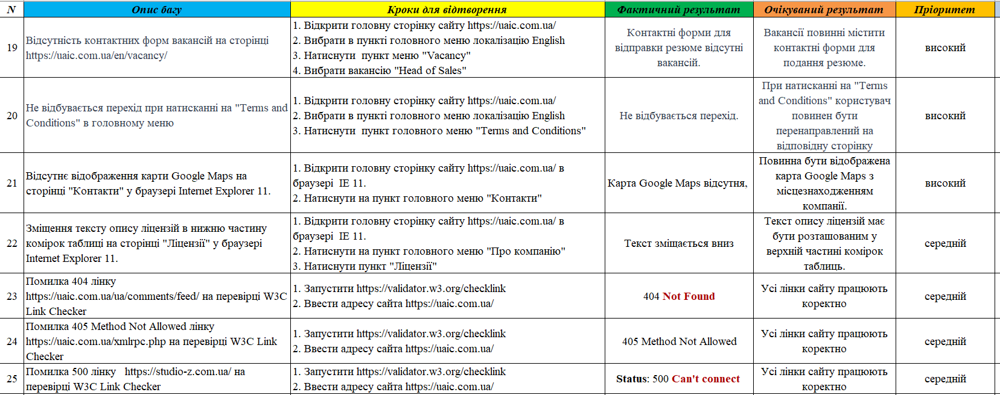 N Опис багу Кроки для відтворення Фактичний результат Очікуваний результат Пріоритет
19
Відсутність контактних форм вакансій на сторінці
https://uaic.com.ua/en/vacancy/
1. Відкрити головну сторінку сайту https://uaic.com.ua/
2. Вибрати в пункті головного меню локалізацію English
3. Натиснути  пункт меню "Vacancy"
4. Вибрати вакансію "Head of Sales"
Контактні форми для
відправки резюме відсутні
вакансій.
Вакансії повинні містити
контактні форми для
подання резюме.
високий
20
Не відбувається перехід при натисканні на "Terms and
Conditions" в головному меню
1. Відкрити головну сторінку сайту https://uaic.com.ua/
2. Вибрати в пункті головного меню локалізацію English
3. Натиснути  пункт головного меню "Terms and Conditions"
Не відбувається перехід.
При натисканні на "Terms
and Conditions" користувач
повинен бути
перенаправлений на
відповідну сторінку
високий
21
Відсутнє відображення карти Google Maps на
сторінці "Контакти" у браузері Internet Explorer 11.
1. Відкрити головну сторінку сайту https://uaic.com.ua/ в
браузері  IE 11.
2. Натиснути на пункт головного меню "Контакти"
Карта Google Maps відсутня,
Повинна бути відображена
карта Google Maps з
місцезнаходженням
компанії.
високий
22
Зміщення тексту опису ліцензій в нижню частину
комірок таблиці на сторінці "Ліцензії" у браузері
Internet Explorer 11.
1. Відкрити головну сторінку сайту https://uaic.com.ua/ в
браузері  IE 11.
2. Натиснути на пункт головного меню "Про компанію"
3. Натиснути пункт "Ліцензії"
Текст зміщається вниз
Текст опису ліцензій має
бути розташованим у
верхній частині комірок
таблиць.
середній
23
Помилка 404 лінку
https://uaic.com.ua/ua/comments/feed/ на перевірці W3C
Link Checker
1. Запустити https://validator.w3.org/checklink
2. Ввести адресу сайта https://uaic.com.ua/
404 Not Found
Усі лінки сайту працюють
коректно
середній
24
Помилка 405 Method Not Allowed лінку
https://uaic.com.ua/xmlrpc.php на перевірці W3C Link
Checker
1. Запустити https://validator.w3.org/checklink
2. Ввести адресу сайта https://uaic.com.ua/
405 Method Not Allowed
Усі лінки сайту працюють
коректно
середній
25
Помилка 500 лінку   https://studio-z.com.ua/ на
перевірці W3C Link Checker
1. Запустити https://validator.w3.org/checklink
2. Ввести адресу сайта https://uaic.com.ua/
Status: 500 Can't connect
Усі лінки сайту працюють
коректно
середній